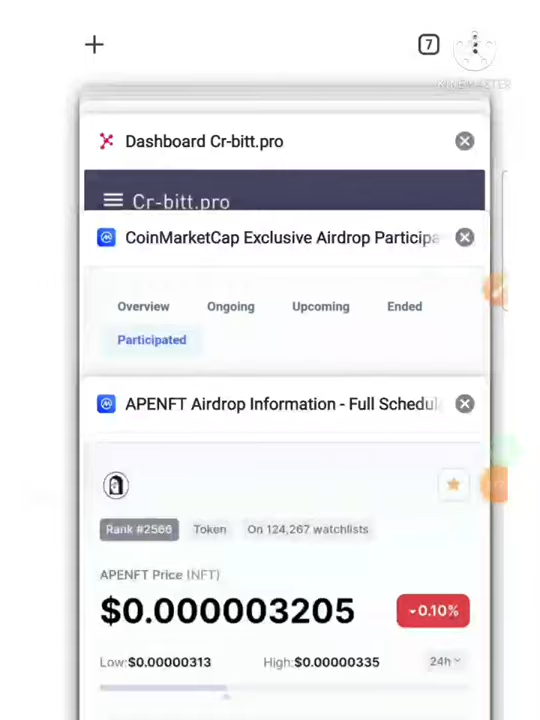 7
KINEMASTER
Dashboard Cr-bitt.pro
Cr-bitt.pro
CoinMarketCap Exclusive Airdrop Participa
Overview Ongoing Upcoming Ended
Participated
APENFT Airdrop Information - Full Schedul
Rank #2566 Token On 124,267 watchlists
APENFT Price (NFT)
$0.000003205 0.10%
Low:$0.00000313 High:$0.00000335 24h